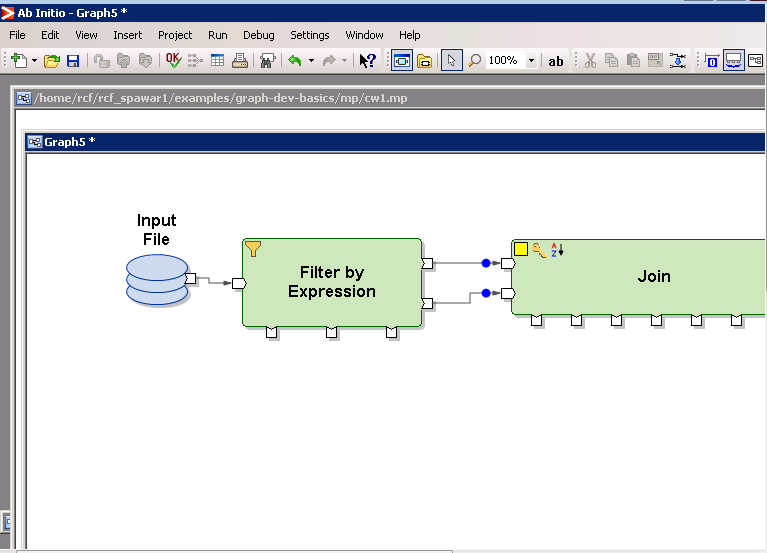 Ab Initio - Graph5 *
File Edit View Insert Project Run Debug Settings Window Help
OK 100% ab
/home/rcf/rcf_spawar1/examples/graph-dev-basics/mp/cw1.mp
Graph5 *
Input
File
Filter by
Expression
A
Z
Join